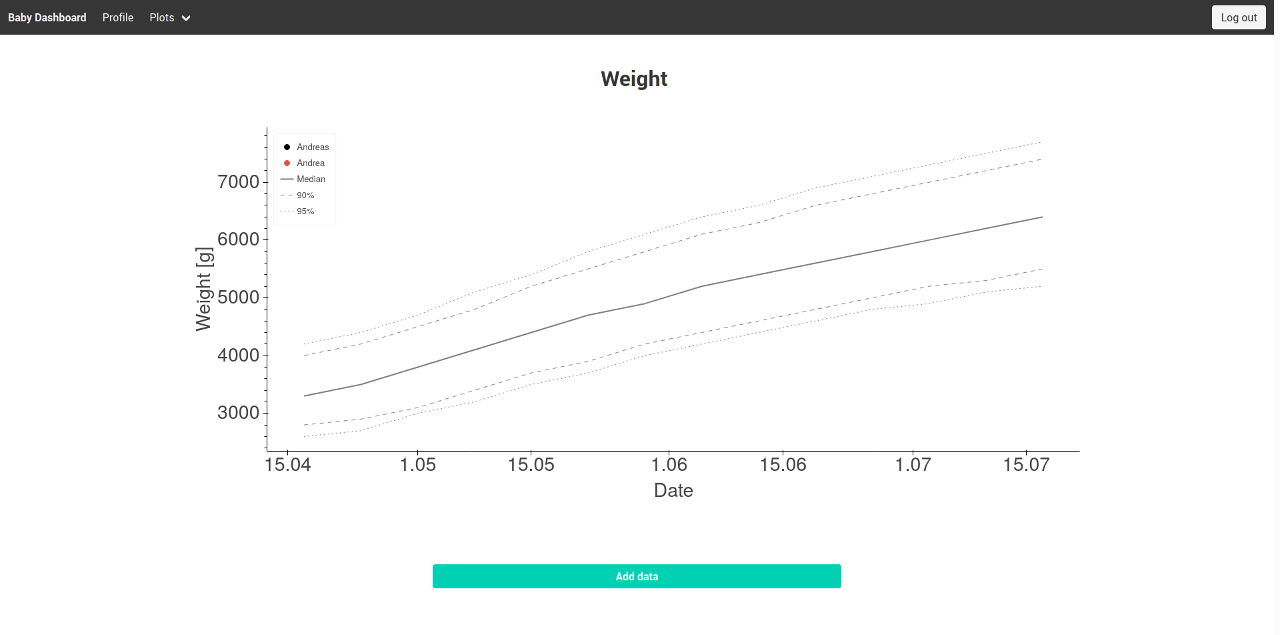 Baby Dashboard Profile Plots Log out
Weight
Andreas
Andrea
Median
90%
95%
7000
6000
5000
4000
3000
Weight [g]
15.04 1.05 15.05 1.06 15.06 1.07 15.07
Date
Add data